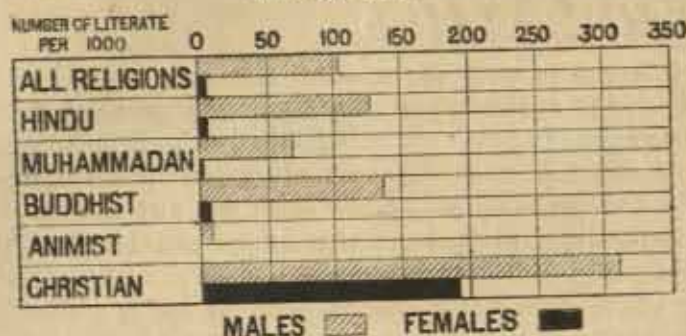 NUMBER OF LITERATE
PER 1000 0 50 100 150 200 250 300 350
ALL RELIGIONS
HINDU
MUHAMMADAN
BUDDHIST
ANIMIST
CHRISTIAN
MALES FEMALES